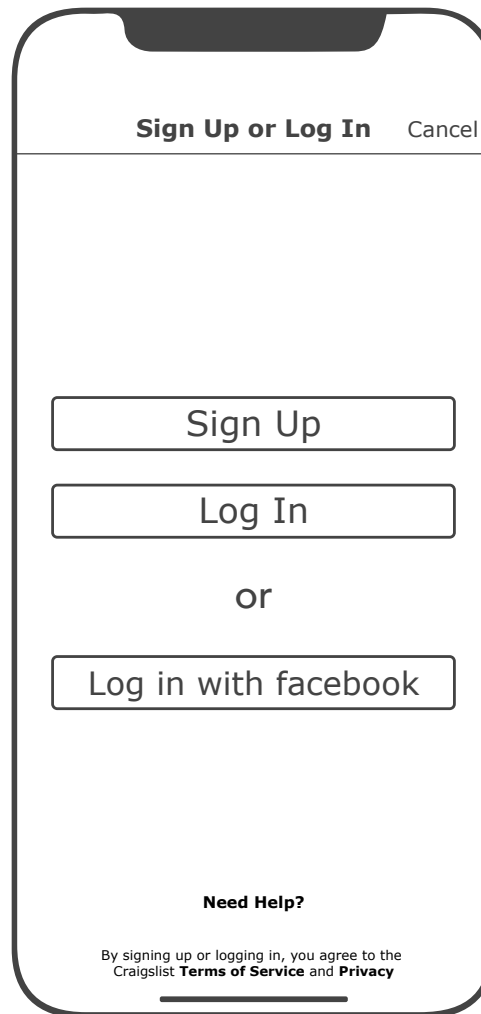 Sign Up or Log In Cancel
Sign Up
Log In
or
Log in with facebook
Need Help?
By signing up or logging in, you agree to the
Craigslist Terms of Service and Privacy